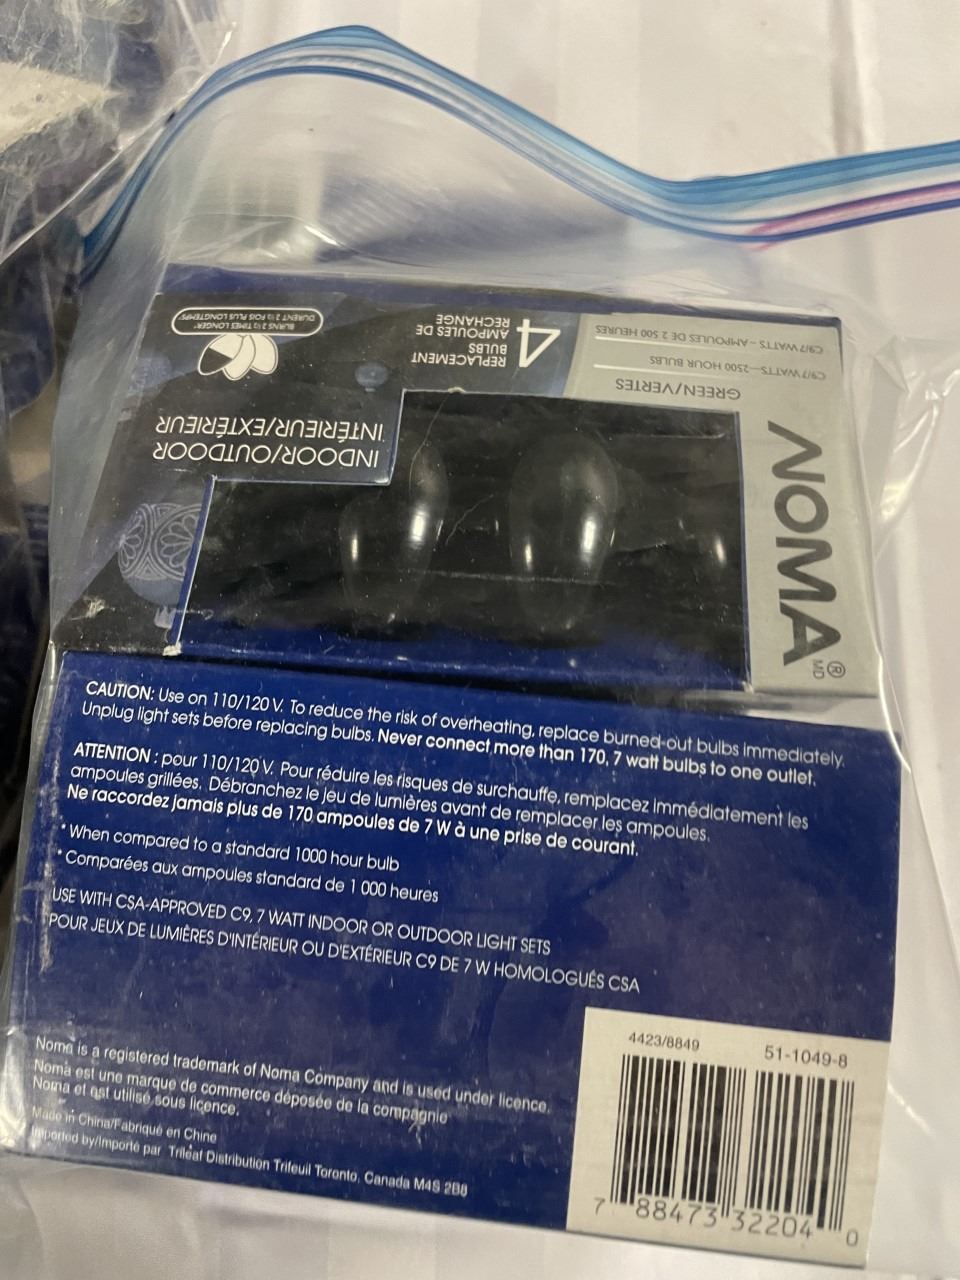 NOMA® MD
GREEN/VERTES
C9/7 WATTS—2500 HOUR BULBS
C9/7 WATTS – AMPOULES DE 2 500 HEURES
4 REPLACEMENT
BULBS
AMPOULES DE
RECHANGE
INDOOR/OUTDOOR
INTÉRIEUR/EXTÉRIEUR
BURNS 2 ½ TIMES LONGER*
DURENT 2 ½ FOIS PLUS LONGTEMPS*
CAUTION: Use on 110/120 V. To reduce the risk of overheating, replace burned-out bulbs immediately.
Unplug light sets before replacing bulbs. Never connect more than 170, 7 watt bulbs to one outlet.
ATTENTION : pour 110/120 V. Pour réduire les risques de surchauffe, remplacez immédiatement les
ampoules grillées. Débranchez le jeu de lumières avant de remplacer les ampoules.
Ne raccordez jamais plus de 170 ampoules de 7 W à une prise de courant.
* When compared to a standard 1000 hour bulb
* Comparées aux ampoules standard de 1 000 heures
USE WITH CSA-APPROVED C9, 7 WATT INDOOR OR OUTDOOR LIGHT SETS
POUR JEUX DE LUMIÈRES D'INTÉRIEUR OU D'EXTÉRIEUR C9 DE 7 W HOMOLOGUÉS CSA
Noma is a registered trademark of Noma Company and is used under licence.
Noma est une marque de commerce déposée de la compagnie
Noma et est utilisé sous licence.
Made in China/Fabriqué en Chine
Imported by/Importé par Trileaf Distribution Trifeuil Toronto, Canada M4S 2B8
4423/8849 51-1049-8
7 88473 32204 0